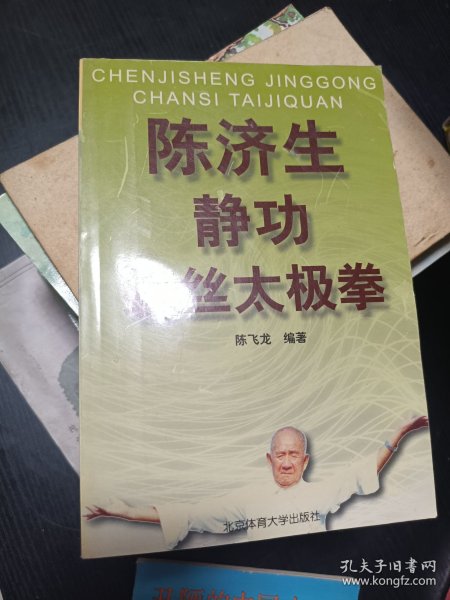 CHENJISHENG JINGGONG
CHANSI TAIJIQUAN
陈济生
静功
丝太极拳
陈飞龙 编著
北京体育大学出版社
孔夫子旧书网
www.kongfz.com